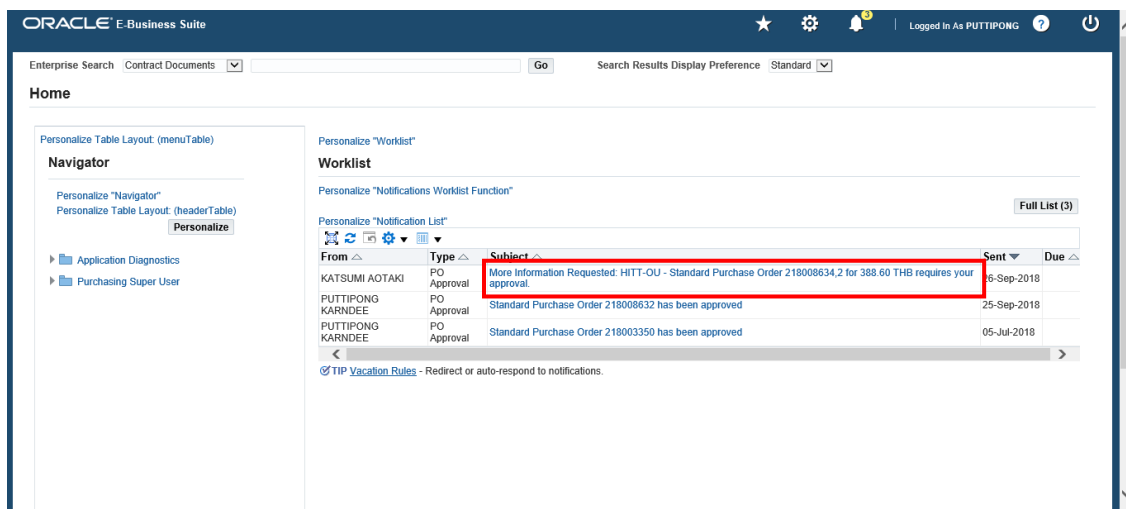 ORACLE E-Business Suite
3
Logged In As PUTTIPONG ?
Enterprise Search Contract Documents Go Search Results Display Preference Standard
Home
Personalize Table Layout: (menuTable)
Navigator
Personalize "Navigator"
Personalize Table Layout: (headerTable)
Personalize
Application Diagnostics
Purchasing Super User
Personalize "Worklist"
Worklist
Personalize "Notifications Worklist Function"
Full List (3)
Personalize "Notification List"
From Type Subject Sent Due
KATSUMI AOTAKI PO Approval More Information Requested: HITT-OU - Standard Purchase Order 218008634,2 for 388.60 THB requires your approval. 26-Sep-2018
PUTTIPONG KARNDEE PO Approval Standard Purchase Order 218008632 has been approved 25-Sep-2018
PUTTIPONG KARNDEE PO Approval Standard Purchase Order 218003350 has been approved 05-Jul-2018
TIP Vacation Rules - Redirect or auto-respond to notifications.